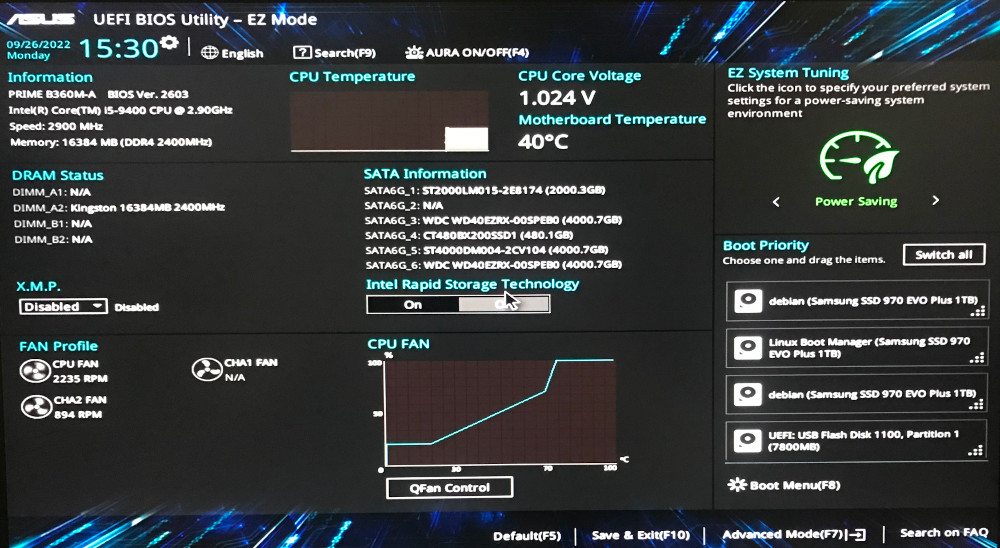 ASUS UEFI BIOS Utility – EZ Mode
09/26/2022
Monday
15:30
English
Search(F9)
AURA ON/OFF(F4)
Information
PRIME B360M-A BIOS Ver. 2603
Intel(R) Core(TM) i5-9400 CPU @ 2.90GHz
Speed: 2900 MHz
Memory: 16384 MB (DDR4 2400MHz)
CPU Temperature
CPU Core Voltage
1.024 V
Motherboard Temperature
40°C
EZ System Tuning
Click the icon to specify your preferred system
settings for a power-saving system
environment
Power Saving
DRAM Status
DIMM_A1: N/A
DIMM_A2: Kingston 16384MB 2400MHz
DIMM_B1: N/A
DIMM_B2: N/A
SATA Information
SATA6G_1: ST2000LM015-2E8174 (2000.3GB)
SATA6G_2: N/A
SATA6G_3: WDC WD40EZRX-00SPEB0 (4000.7GB)
SATA6G_4: CT480BX200SSD1 (480.1GB)
SATA6G_5: ST4000DM004-2CV104 (4000.7GB)
SATA6G_6: WDC WD40EZRX-00SPEB0 (4000.7GB)
X.M.P.
Disabled
Disabled
Intel Rapid Storage Technology
On
Boot Priority
Choose one and drag the items.
Switch all
debian (Samsung SSD 970 EVO Plus 1TB)
Linux Boot Manager (Samsung SSD 970
EVO Plus 1TB)
debian (Samsung SSD 970 EVO Plus 1TB)
UEFI: USB Flash Disk 1100, Partition 1
(7800MB)
Boot Menu(F8)
FAN Profile
CPU FAN
2235 RPM
CHA1 FAN
N/A
CHA2 FAN
894 RPM
CPU FAN
%
100
50
0
30
70
100
°C
QFan Control
Default(F5)
Save & Exit(F10)
Advanced Mode(F7)
Search on FAQ